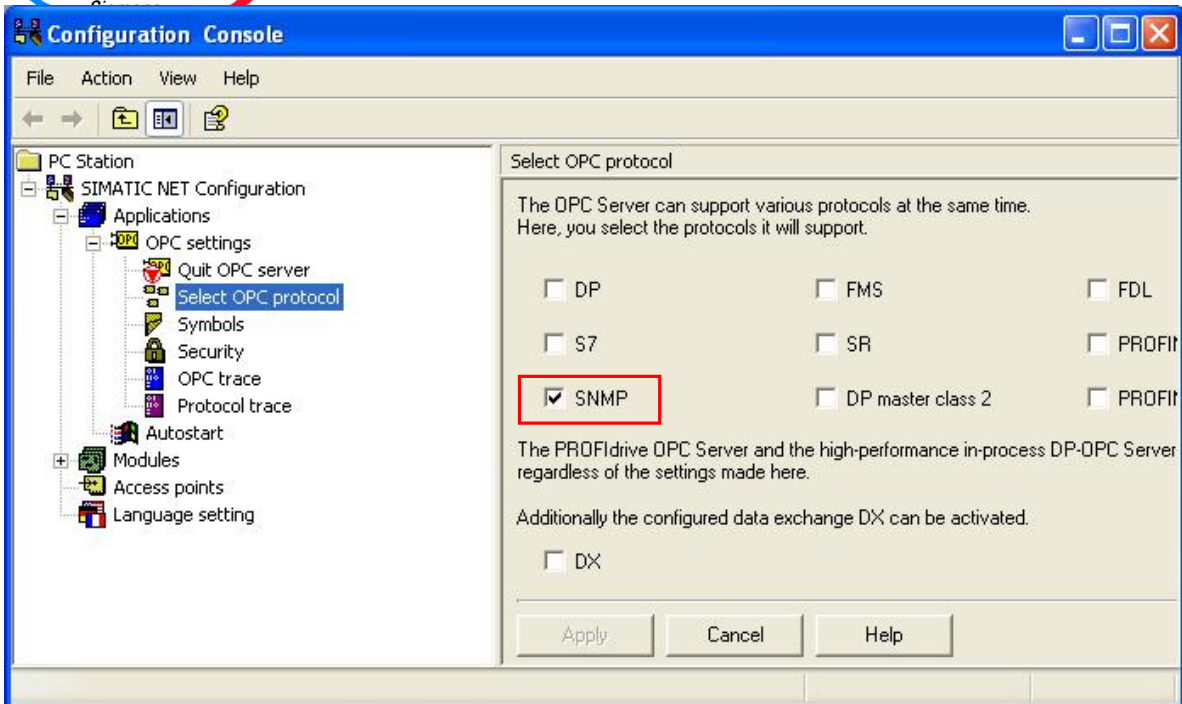 Configuration Console
File Action View Help
PC Station
SIMATIC NET Configuration
Applications
OPC settings
Quit OPC server
Select OPC protocol
Symbols
Security
OPC trace
Protocol trace
Autostart
Modules
Access points
Language setting
Select OPC protocol
The OPC Server can support various protocols at the same time.
Here, you select the protocols it will support.
DP FMS FDL
S7 SR
SNMP DP master class 2
The PROFIdrive OPC Server and the high-performance in-process DP-OPC Server
regardless of the settings made here.
Additionally the configured data exchange DX can be activated.
DX
Apply Cancel Help